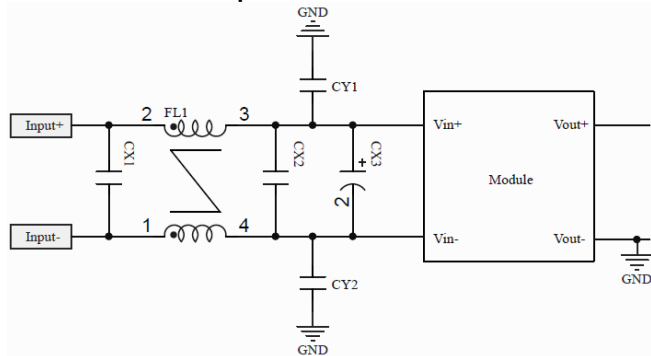 GND
CY1
2 FL1 3
Input+
Vin+ Vout+
CX1 CX2 CX3
+
Module
2
1 4
Input-
Vin- Vout-
CY2
GND
GND